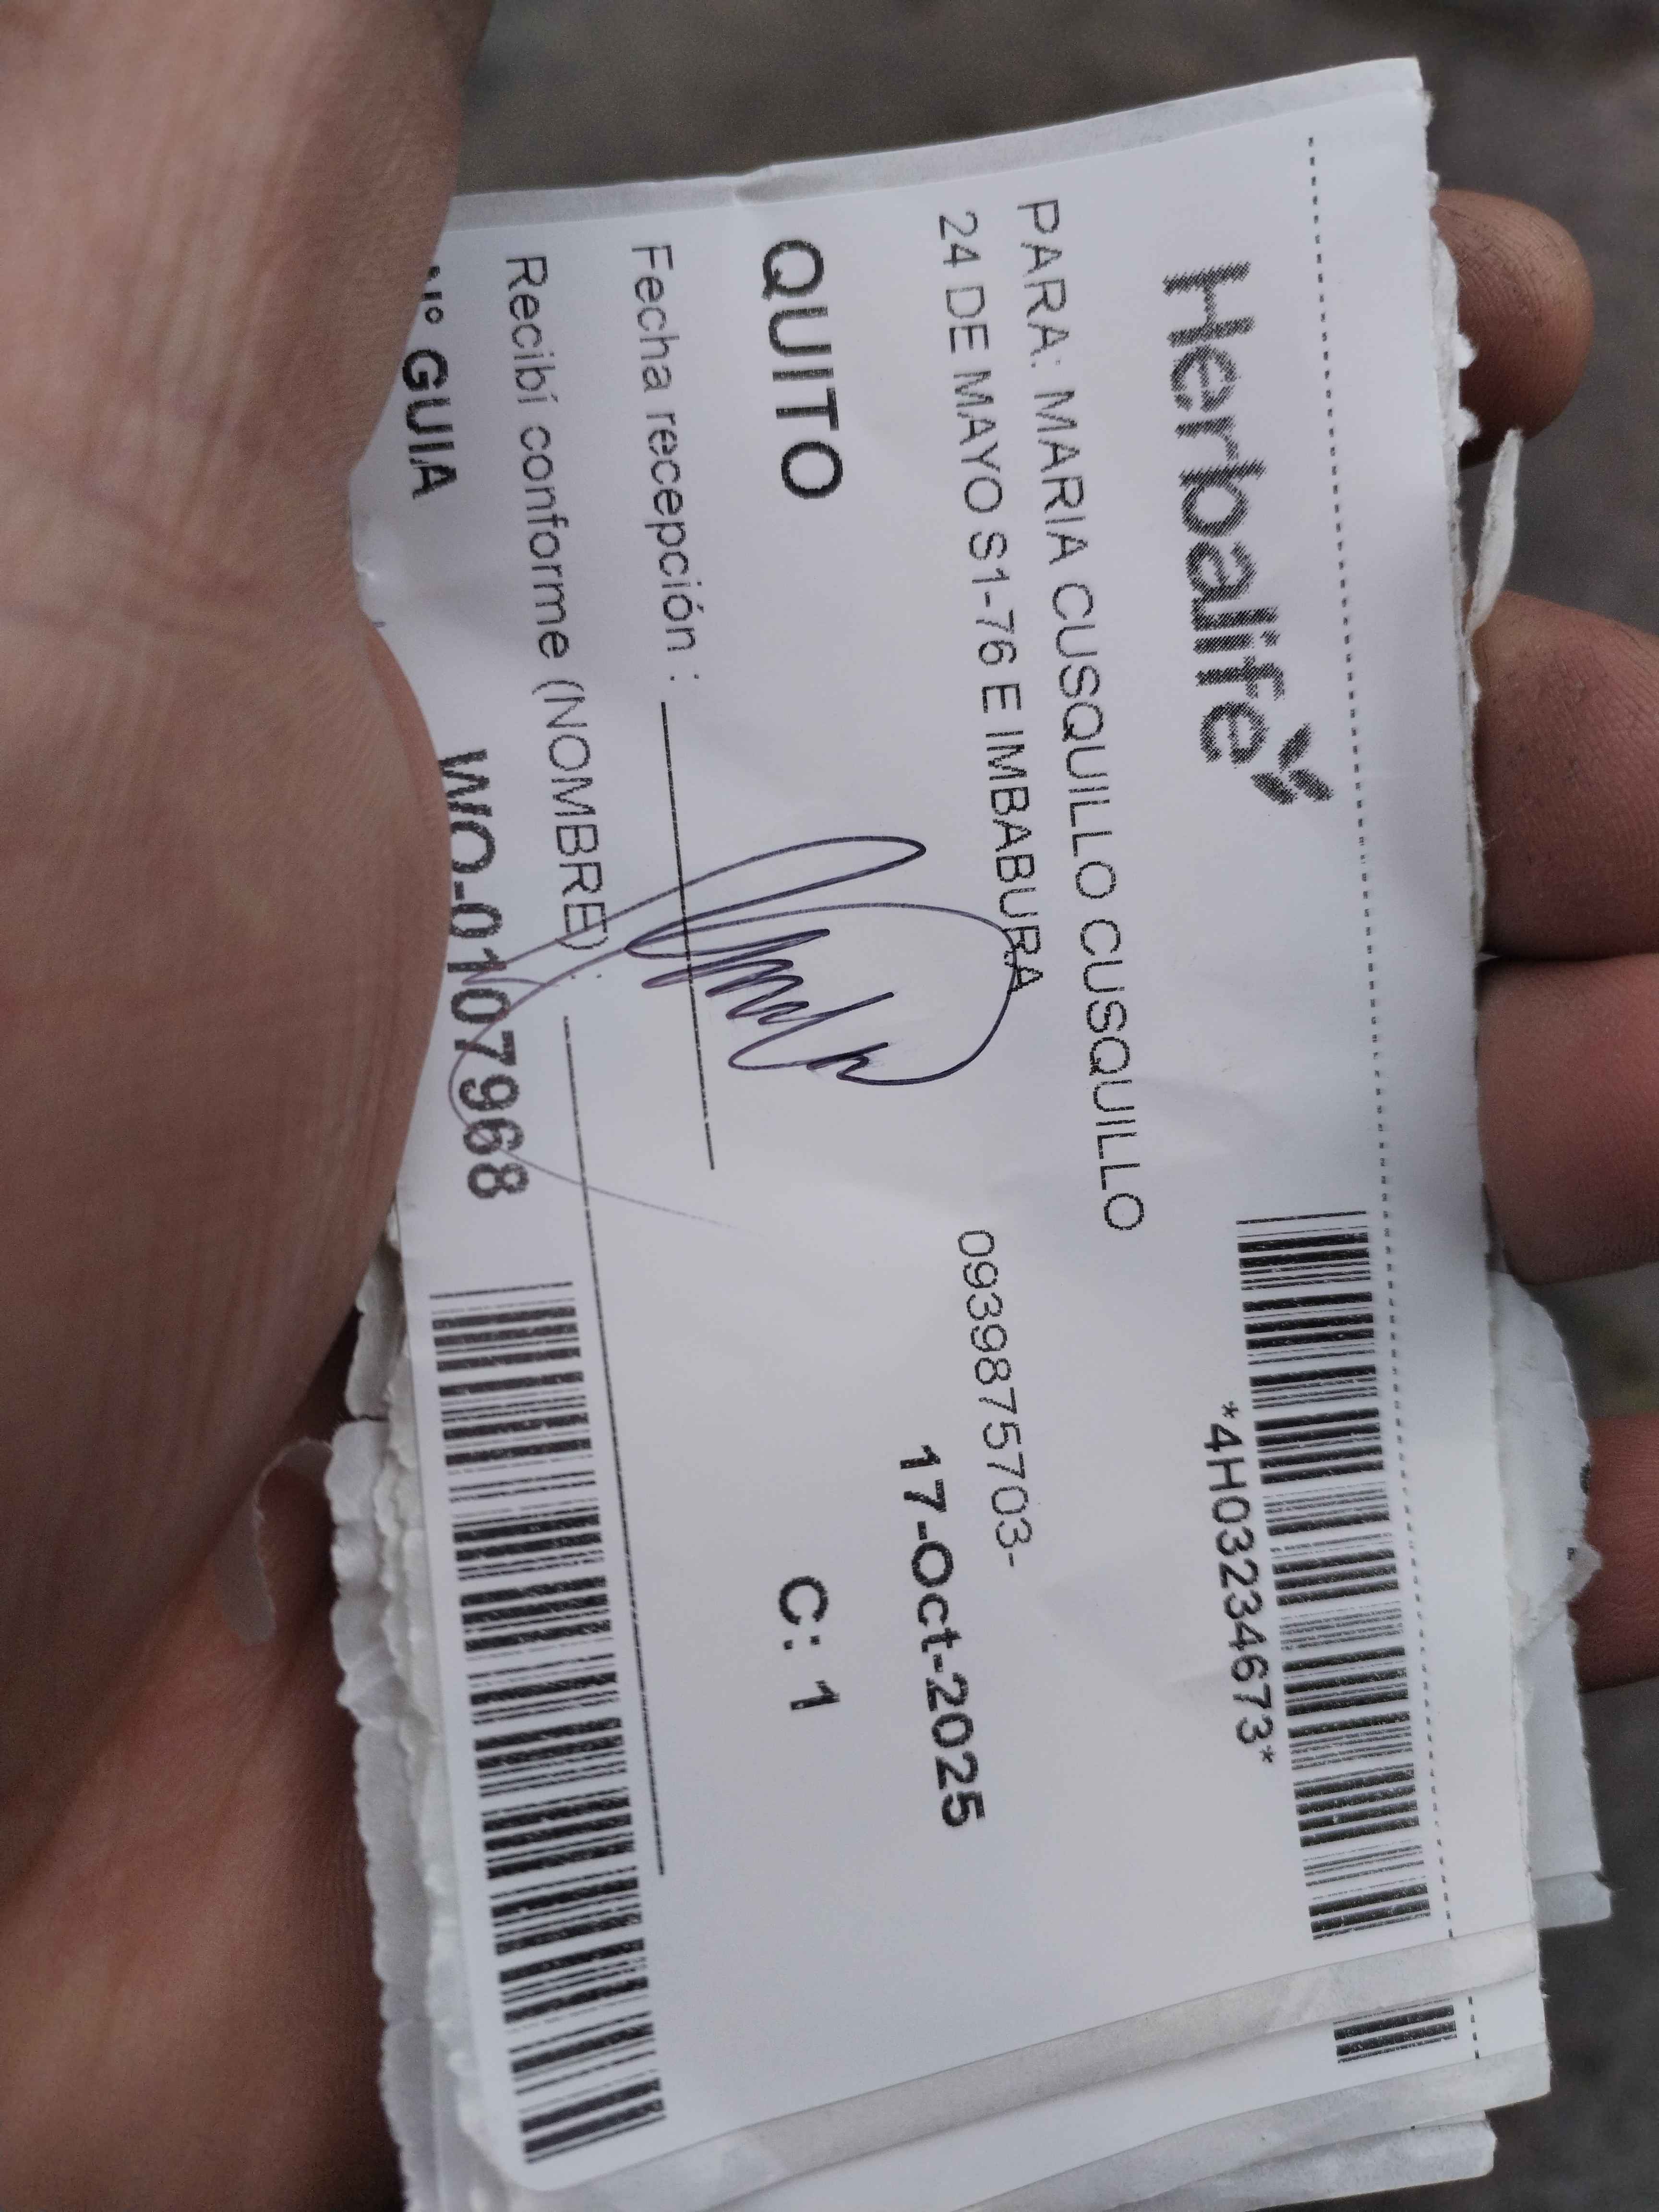 Herbalife
*4H03234673*
PARA: MARIA CUSQUILLO CUSQUILLO
24 DE MAYO S1-76 E IMBABURA
0939875703-
17-Oct-2025
QUITO
C: 1
Fecha recepción :
Recibí conforme (NOMBRE) :
N° GUIA WO-0107968